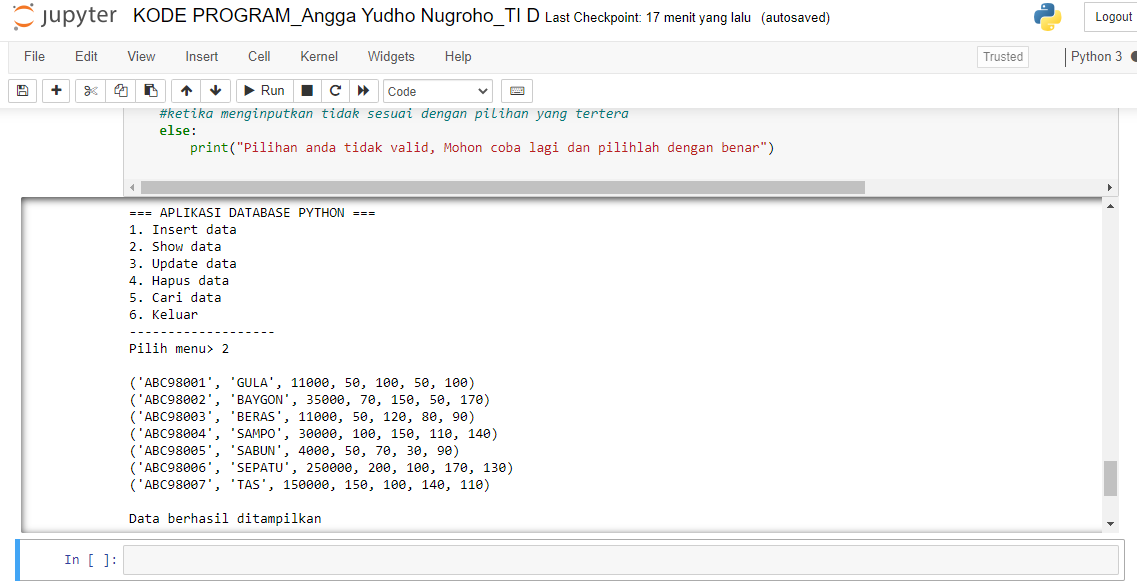 jupyter KODE PROGRAM_Angga Yudho Nugroho_TI D Last Checkpoint: 17 menit yang lalu (autosaved) Logout
File Edit View Insert Cell Kernel Widgets Help Trusted Python 3
Run Code
#ketika menginputkan tidak sesuai dengan pilihan yang tertera
else:
print("Pilihan anda tidak valid, Mohon coba lagi dan pilihlah dengan benar")
=== APLIKASI DATABASE PYTHON ===
1. Insert data
2. Show data
3. Update data
4. Hapus data
5. Cari data
6. Keluar
-------------------
Pilih menu> 2
('ABC98001', 'GULA', 11000, 50, 100, 50, 100)
('ABC98002', 'BAYGON', 35000, 70, 150, 50, 170)
('ABC98003', 'BERAS', 11000, 50, 120, 80, 90)
('ABC98004', 'SAMPO', 30000, 100, 150, 110, 140)
('ABC98005', 'SABUN', 4000, 50, 70, 30, 90)
('ABC98006', 'SEPATU', 250000, 200, 100, 170, 130)
('ABC98007', 'TAS', 150000, 150, 100, 140, 110)
Data berhasil ditampilkan
In [ ]: